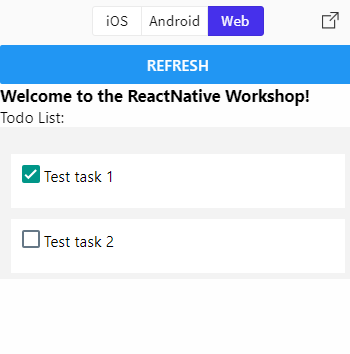 iOS Android Web
REFRESH
Welcome to the ReactNative Workshop!
Todo List:
Test task 1
Test task 2